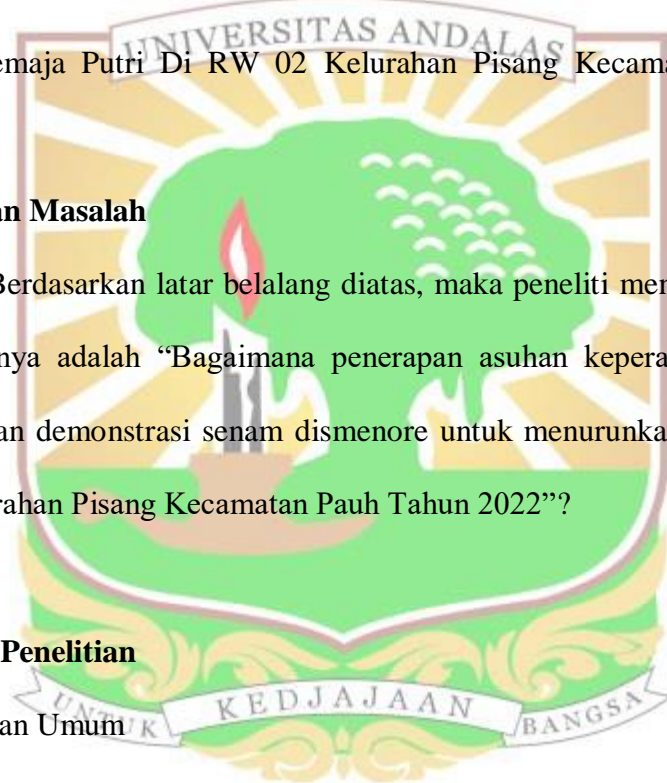 UNIVERSITAS ANDALAS
emaja Putri Di RW 02 Kelurahan Pisang Kecama
an Masalah
Berdasarkan latar belalang diatas, maka peneliti mer
nya adalah “Bagaimana penerapan asuhan kepera
an demonstrasi senam dismenore untuk menurunka
rahan Pisang Kecamatan Pauh Tahun 2022”?
Penelitian
UNTUK KEDJAJAAN BANGSA
an Umum